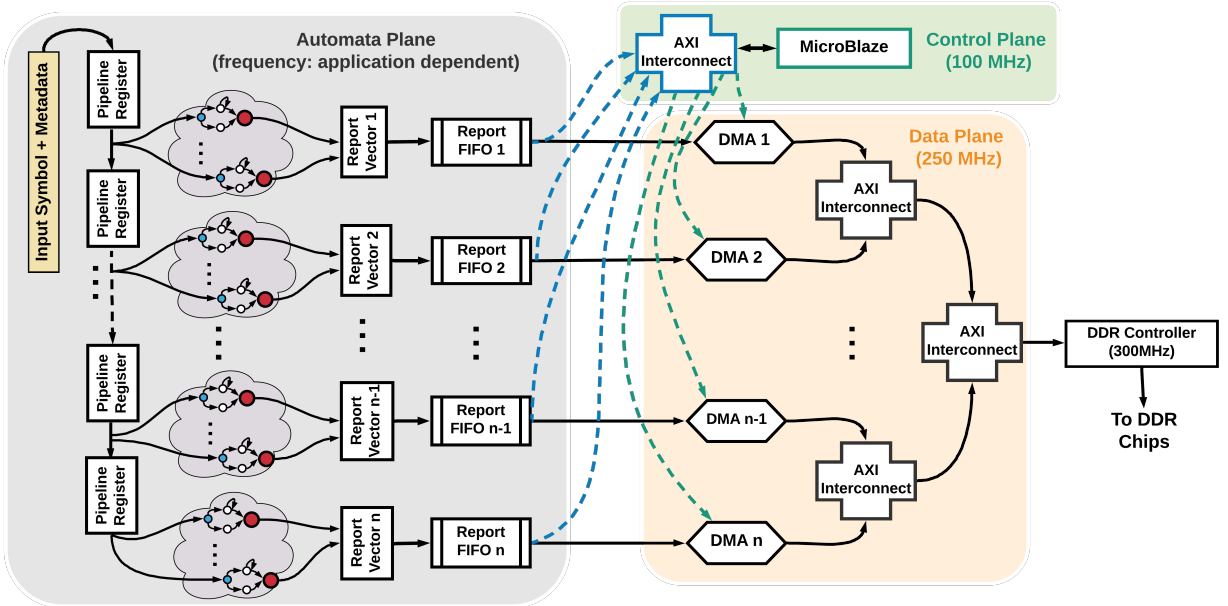 Automata Plane
(frequency: application dependent)
Input Symbol + Metadata
Pipeline
Register
Pipeline
Register
Pipeline
Register
Pipeline
Register
Report
Vector 1
Report
FIFO 1
Report
Vector 2
Report
FIFO 2
Report
Vector n-1
Report
FIFO n-1
Report
Vector n
Report
FIFO n
AXI
Interconnect
MicroBlaze
Control Plane
(100 MHz)
Data Plane
(250 MHz)
DMA 1
DMA 2
DMA n-1
DMA n
AXI
Interconnect
AXI
Interconnect
AXI
Interconnect
DDR Controller
(300MHz)
To DDR
Chips